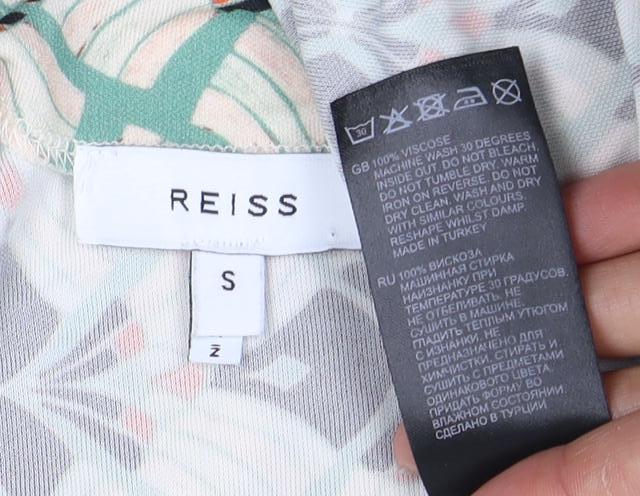 REISS
S
Z
30
GB 100% VISCOSE
MACHINE WASH 30 DEGREES
INSIDE OUT. DO NOT BLEACH.
DO NOT TUMBLE DRY. WARM
IRON ON REVERSE. DO NOT
DRY CLEAN. WASH AND DRY
WITH SIMILAR COLOURS.
RESHAPE WHILST DAMP.
MADE IN TURKEY
RU 100% ВИСКОЗА
МАШИННАЯ СТИРКА
НАИЗНАНКУ ПРИ
ТЕМПЕРАТУРЕ 30 ГРАДУСОВ.
НЕ ОТБЕЛИВАТЬ. НЕ
СУШИТЬ В МАШИНЕ.
ГЛАДИТЬ ТЕПЛЫМ УТЮГОМ
С ИЗНАНКИ. НЕ
ПРЕДНАЗНАЧЕНО ДЛЯ
ХИМЧИСТКИ. СТИРАТЬ И
СУШИТЬ С ПРЕДМЕТАМИ
ОДИНАКОВОГО ЦВЕТА.
ПРИДАТЬ ФОРМУ ВО
ВЛАЖНОМ СОСТОЯНИИ.
СДЕЛАНО В ТУРЦИИ